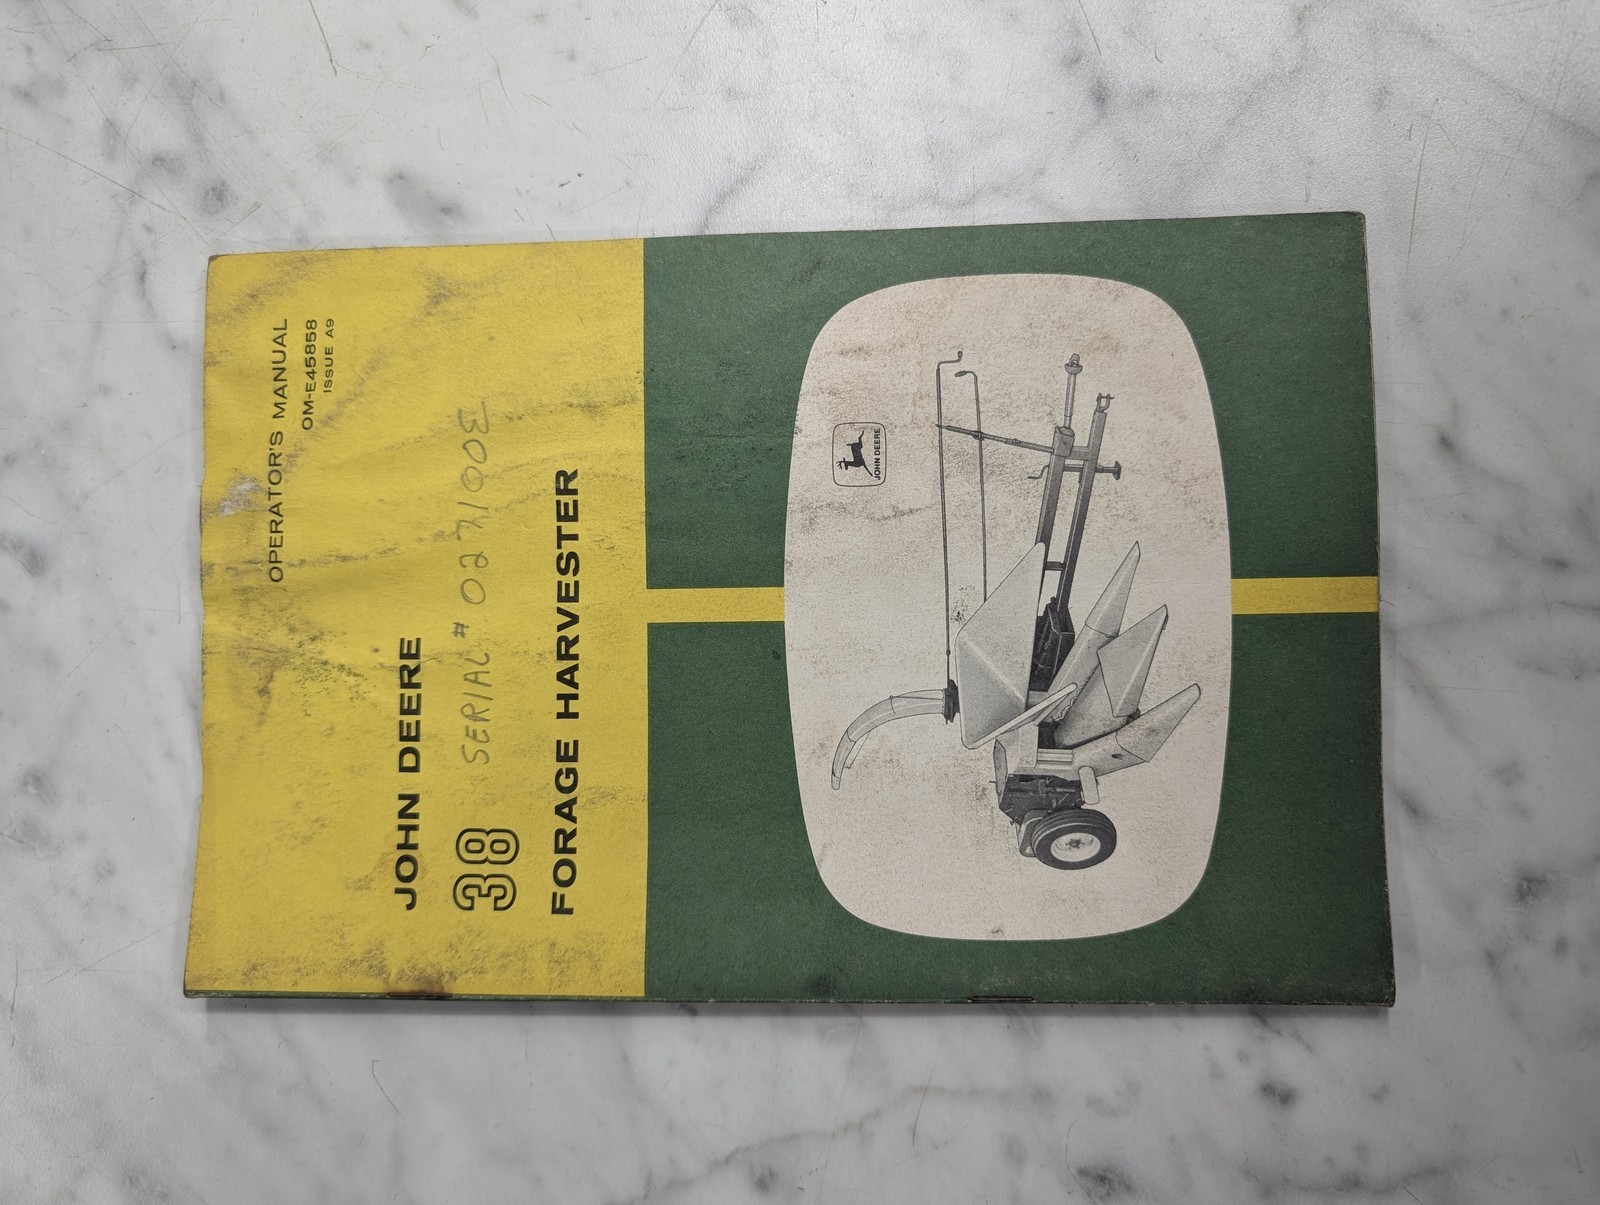 OPERATOR'S MANUAL
OM-E45858
ISSUE A9
JOHN DEERE
SERIAL # 027100E
38
FORAGE HARVESTER
JOHN DEERE